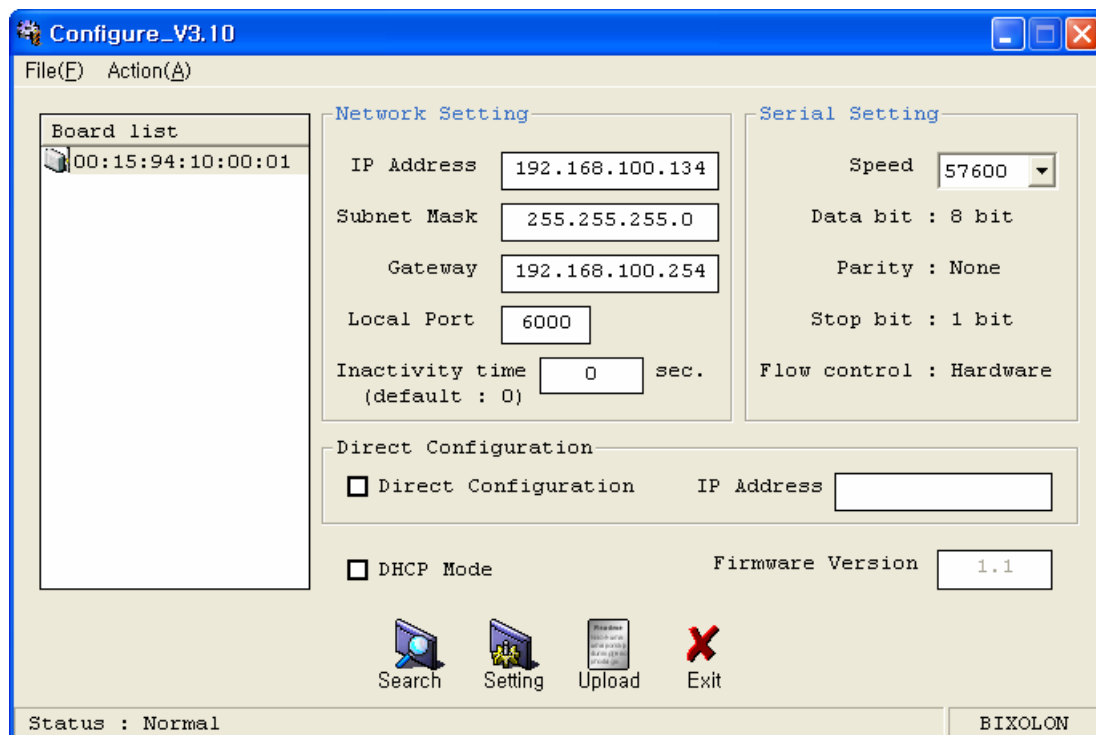 Configure_V3.10
File(F) Action(A)
Board list
00:15:94:10:00:01
Network Setting
IP Address 192.168.100.134
Subnet Mask 255.255.255.0
Gateway 192.168.100.254
Local Port 6000
Inactivity time 0 sec.
(default : 0)
Serial Setting
Speed 57600
Data bit : 8 bit
Parity : None
Stop bit : 1 bit
Flow control : Hardware
Direct Configuration
Direct Configuration IP Address
DHCP Mode Firmware Version 1.1
Readme
Search Setting Upload Exit
Status : Normal BIXOLON